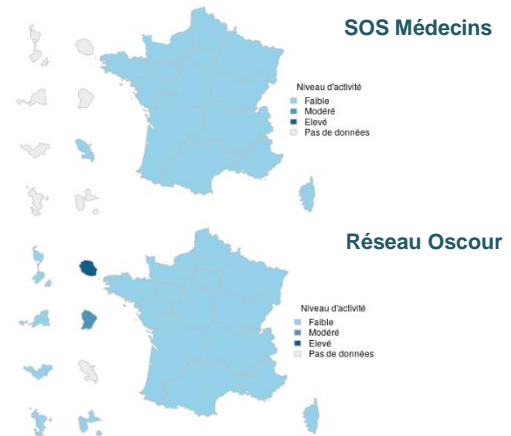 SOS Médecins
Niveau d'activité
Faible
Modéré
Elevé
Pas de données
Réseau Oscour
Niveau d'activité
Faible
Modéré
Elevé
Pas de données